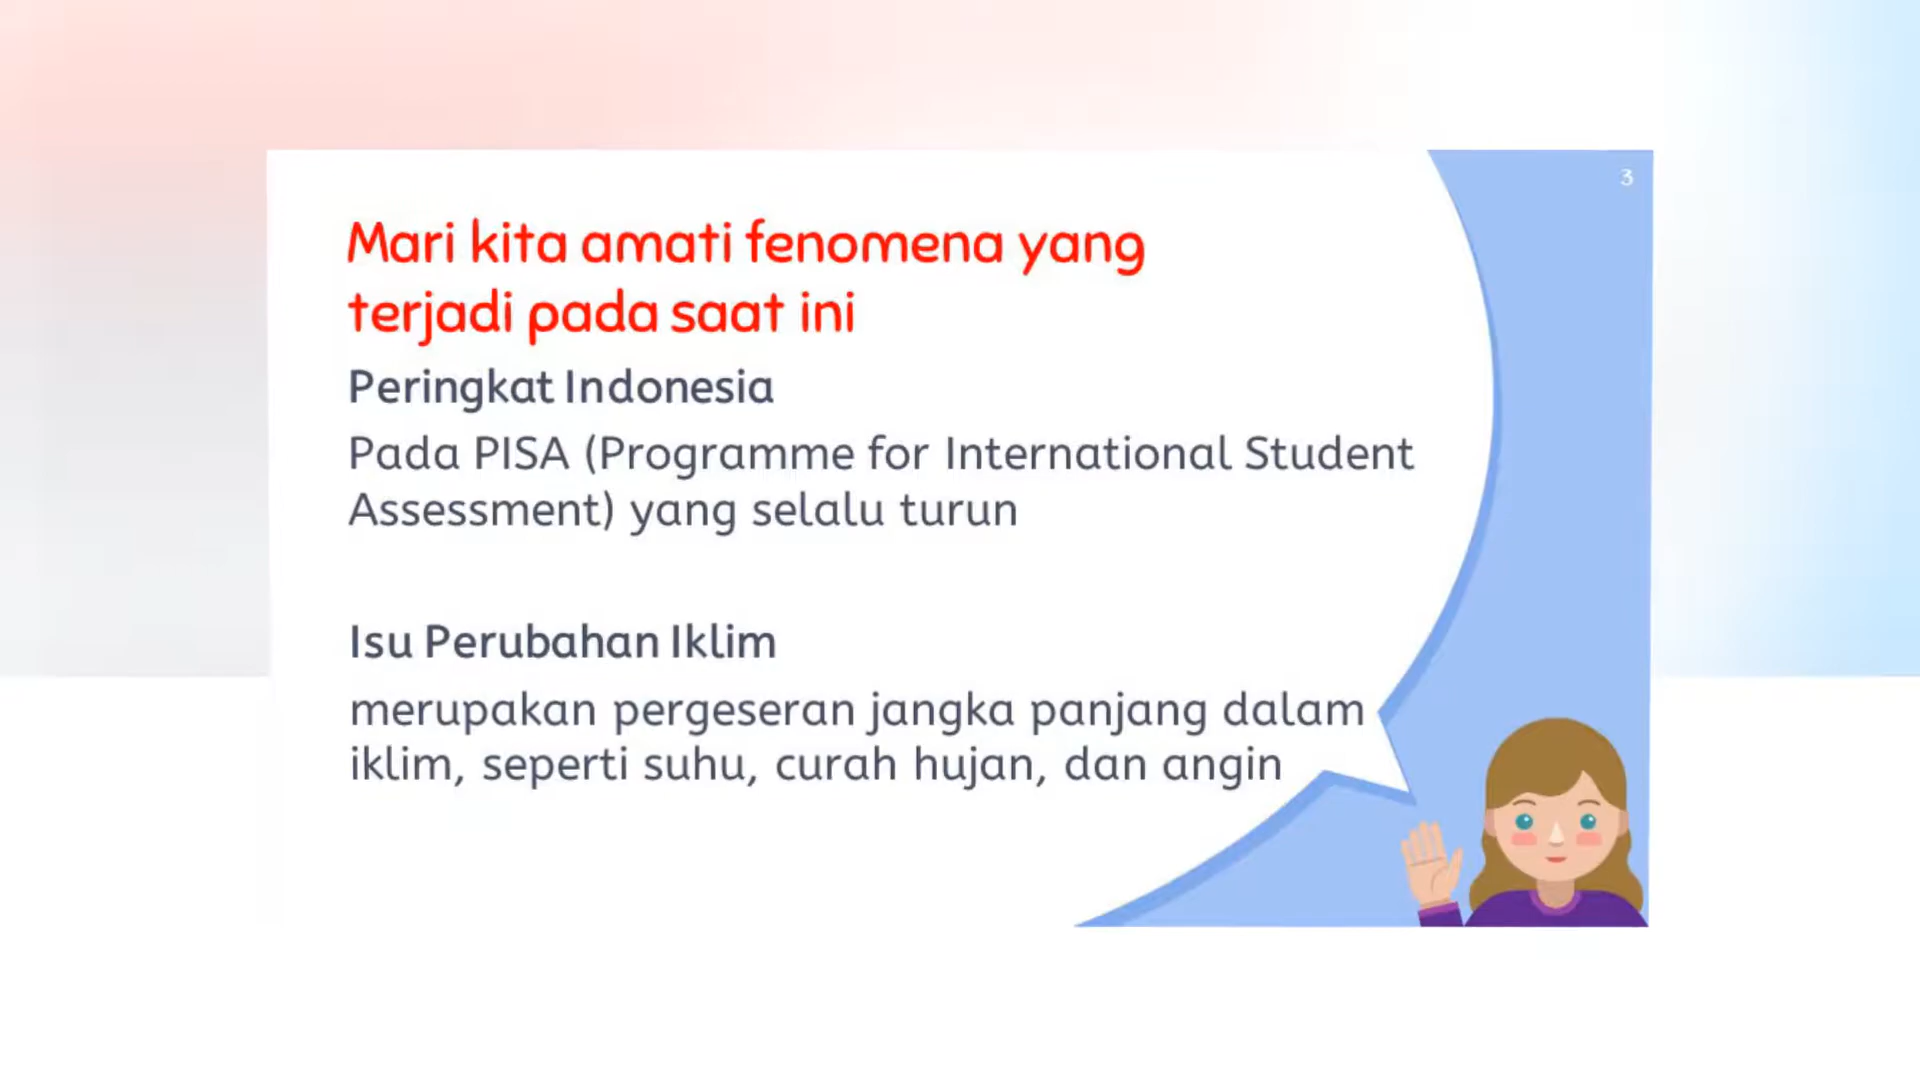 3
Mari kita amati fenomena yang
terjadi pada saat ini
Peringkat Indonesia
Pada PISA (Programme for International Student
Assessment) yang selalu turun
Isu Perubahan Iklim
merupakan pergeseran jangka panjang dalam
iklim, seperti suhu, curah hujan, dan angin